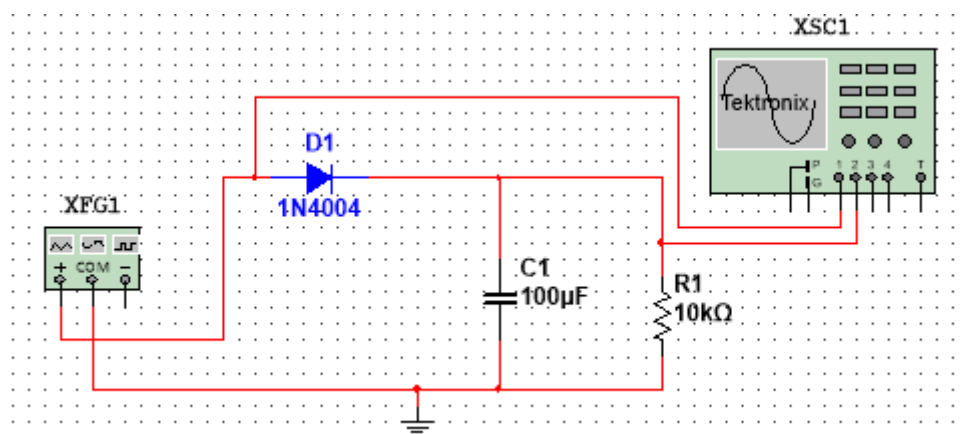 XSC1
Tektronix
P
G
1 2 3 4 T
D1
1N4004
XFG1
+ COM −
C1
100µF
R1
10kΩ